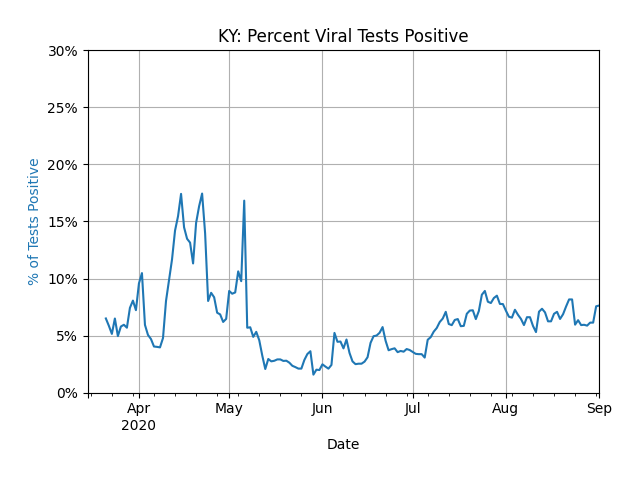 KY: Percent Viral Tests Positive
30%
25%
20%
15%
10%
5%
0%
% of Tests Positive
Apr May Jun Jul Aug Sep
2020
Date